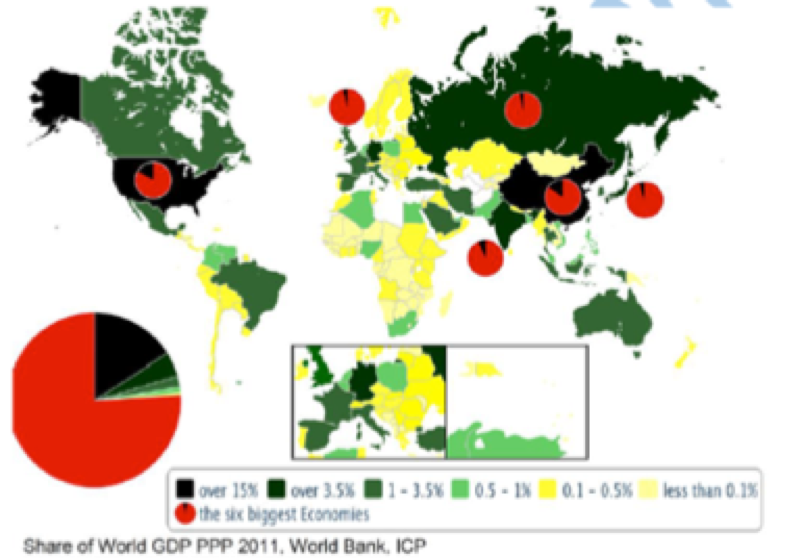 over 15% over 3.5% 1 - 3.5% 0.5 - 1% 0.1 - 0.5% less than 0.1%
the six biggest Economies
Share of World GDP PPP 2011, World Bank, ICP